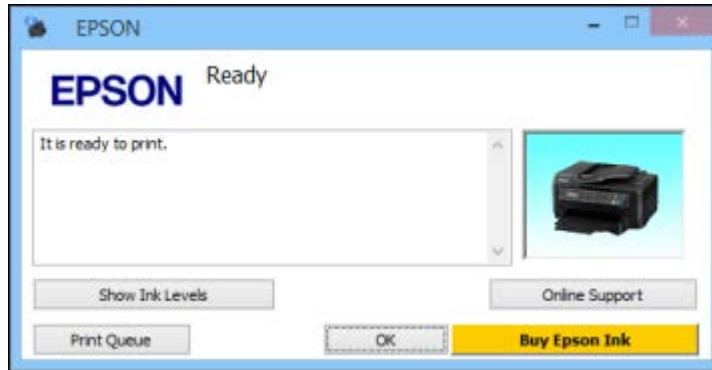 EPSON
EPSON
Ready
It is ready to print.
Show Ink Levels
Online Support
Print Queue
OK
Buy Epson Ink